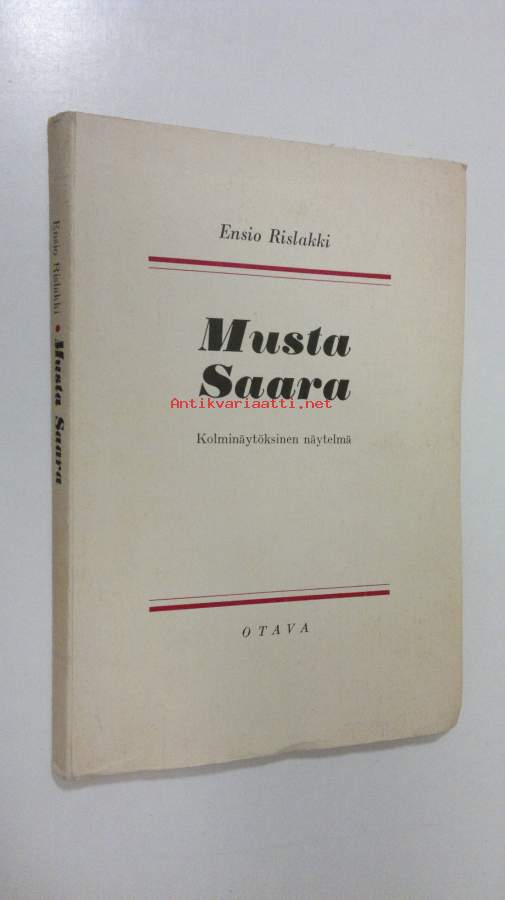 Ensio Rislakki
Musta
Saara
Antikvariaatti.net
Kolminäytöksinen näytelmä
OTAVA
Ensio Rislakki • Musta Saara